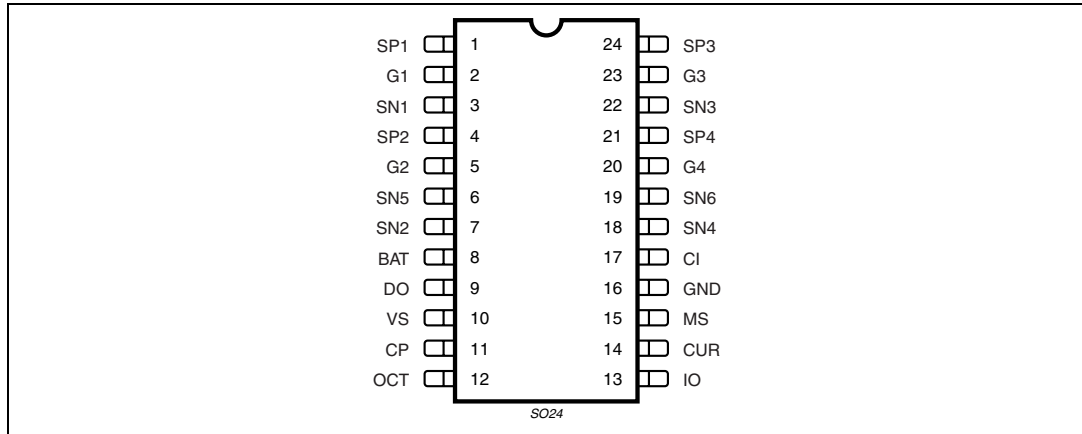 SP1 1 24 SP3
G1 2 23 G3
SN1 3 22 SN3
SP2 4 21 SP4
G2 5 20 G4
SN5 6 19 SN6
SN2 7 18 SN4
BAT 8 17 CI
DO 9 16 GND
VS 10 15 MS
CP 11 14 CUR
OCT 12 13 IO
SO24